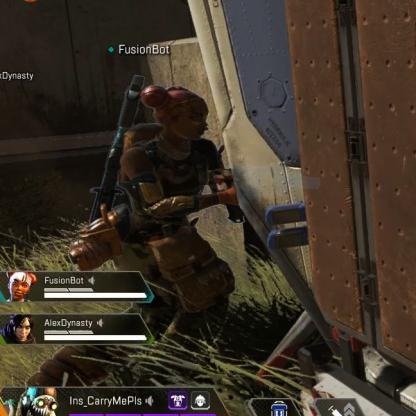 FusionBot
xDynasty
FusionBot
AlexDynasty
Ins_CarryMePls